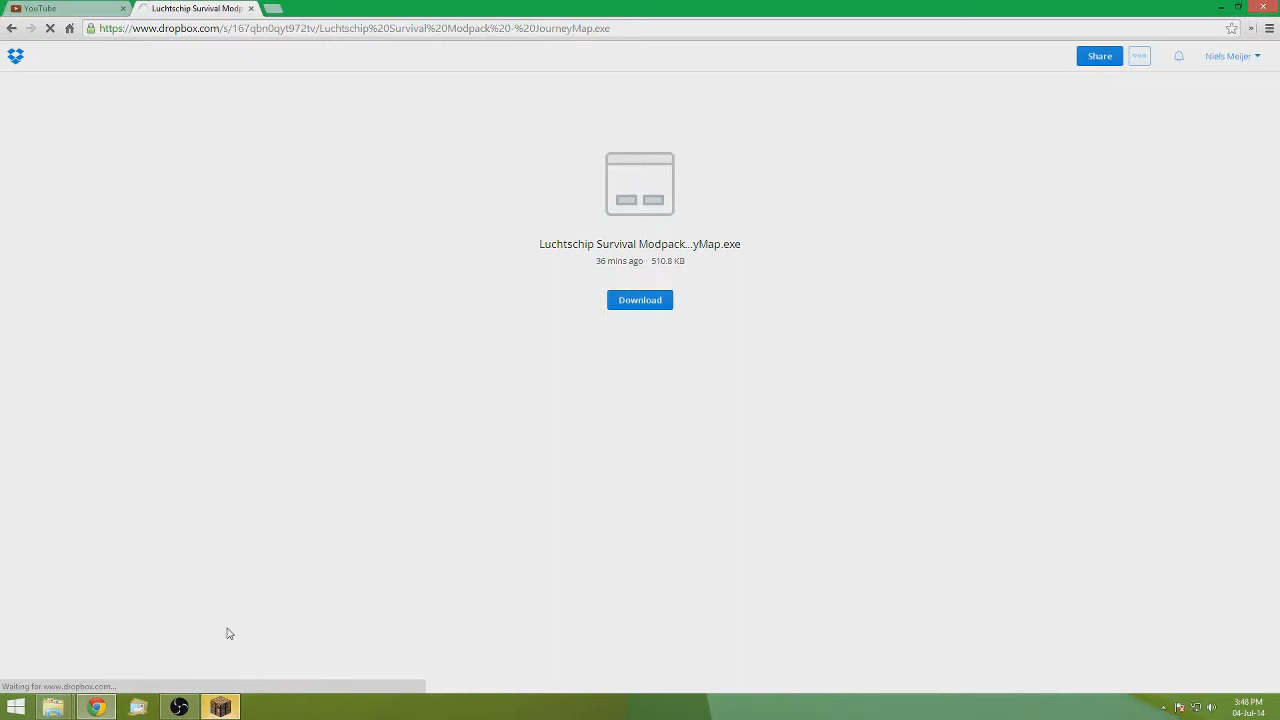 YouTube
Luchtschip Survival Modp
https://www.dropbox.com/s/167qbn0qyt972tv/Luchtschip%20Survival%20Modpack%20-%20JourneyMap.exe
Share
Niels Meijer
Luchtschip Survival Modpack...yMap.exe
36 mins ago · 510.8 KB
Download
Waiting for www.dropbox.com...
3:48 PM
04-Jul-14